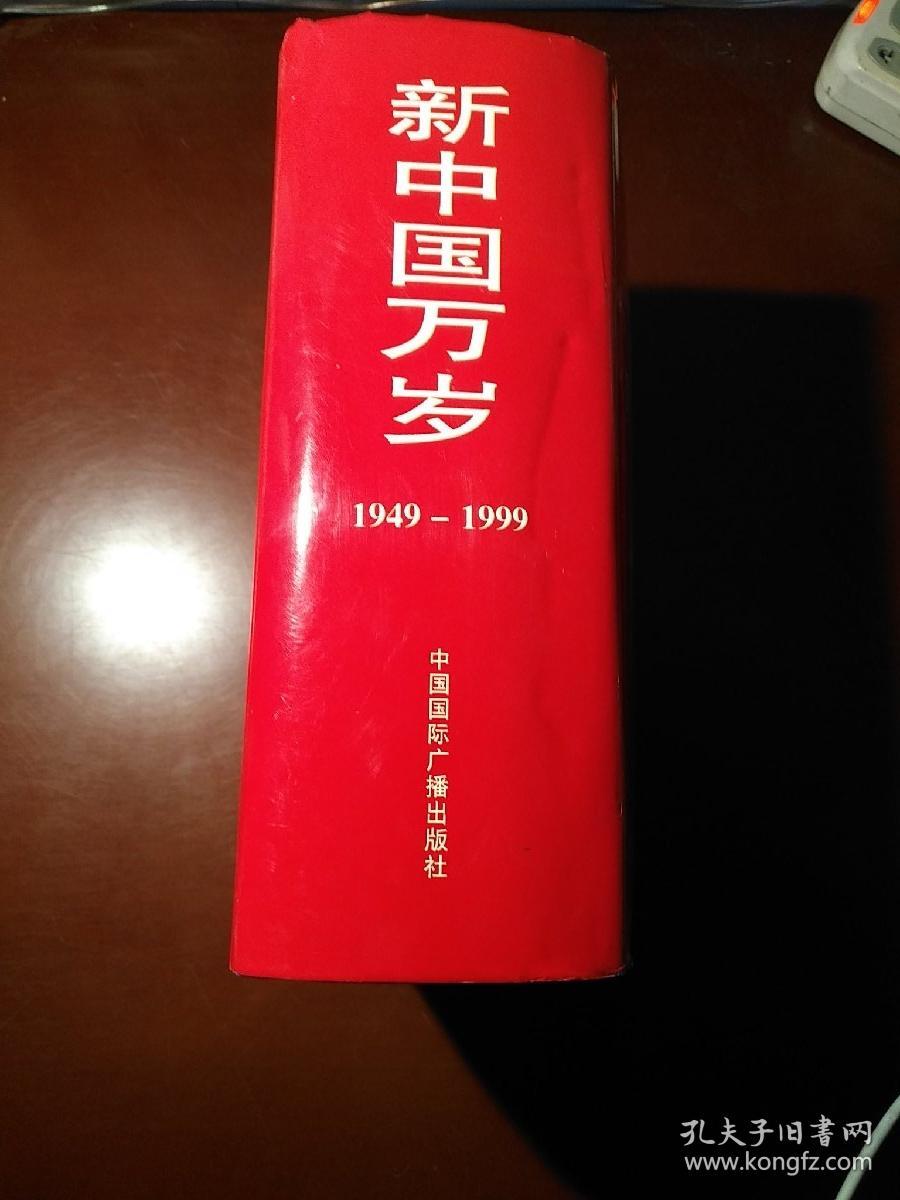 新中国万岁
1949 - 1999
中国国际广播出版社
孔夫子旧書网
www.kongfz.com